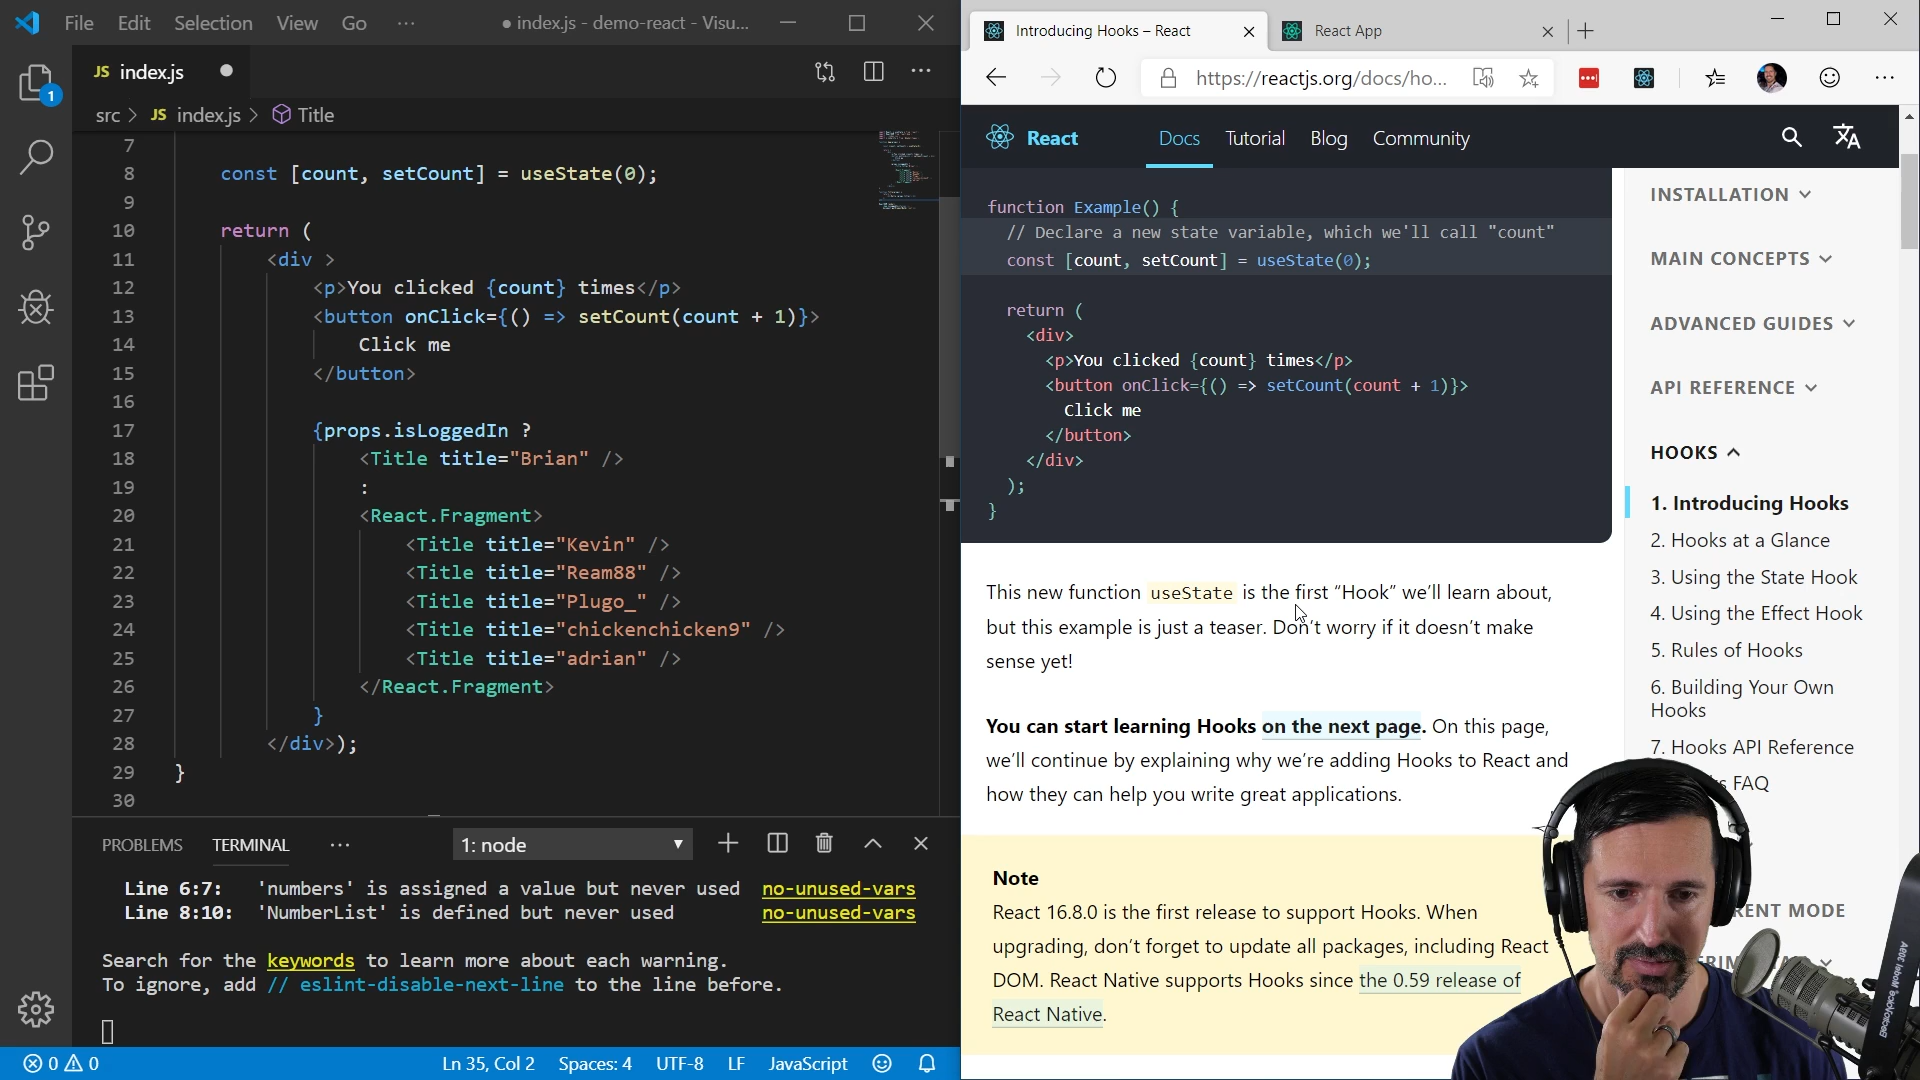 File Edit Selection View Go ··· ● index.js - demo-react - Visu...
JS index.js ●
1
src > JS index.js > Title
7
8 const [count, setCount] = useState(0);
9
10 return (
11 <div >
12 <p>You clicked {count} times</p>
13 <button onClick={() => setCount(count + 1)}>
14 Click me
15 </button>
16
17 {props.isLoggedIn ?
18 <Title title="Brian" />
19 :
20 <React.Fragment>
21 <Title title="Kevin" />
22 <Title title="Ream88" />
23 <Title title="Plugo_" />
24 <Title title="chickenchicken9" />
25 <Title title="adrian" />
26 </React.Fragment>
27 }
28 </div>);
29 }
30
PROBLEMS TERMINAL ··· 1: node
Line 6:7: 'numbers' is assigned a value but never used no-unused-vars
Line 8:10: 'NumberList' is defined but never used no-unused-vars
Search for the keywords to learn more about each warning.
To ignore, add // eslint-disable-next-line to the line before.
0 0 Ln 35, Col 2 Spaces: 4 UTF-8 LF JavaScript
Introducing Hooks – React React App
https://reactjs.org/docs/ho...
React Docs Tutorial Blog Community
function Example() {
// Declare a new state variable, which we'll call "count"
const [count, setCount] = useState(0);
return (
<div>
<p>You clicked {count} times</p>
<button onClick={() => setCount(count + 1)}>
Click me
</button>
</div>
);
}
This new function useState is the first “Hook” we’ll learn about,
but this example is just a teaser. Don’t worry if it doesn’t make
sense yet!
You can start learning Hooks on the next page. On this page,
we’ll continue by explaining why we’re adding Hooks to React and
how they can help you write great applications.
Note
React 16.8.0 is the first release to support Hooks. When
upgrading, don’t forget to update all packages, including React
DOM. React Native supports Hooks since the 0.59 release of
React Native.
INSTALLATION
MAIN CONCEPTS
ADVANCED GUIDES
API REFERENCE
HOOKS
1. Introducing Hooks
2. Hooks at a Glance
3. Using the State Hook
4. Using the Effect Hook
5. Rules of Hooks
6. Building Your Own
Hooks
7. Hooks API Reference
FAQ
MODE